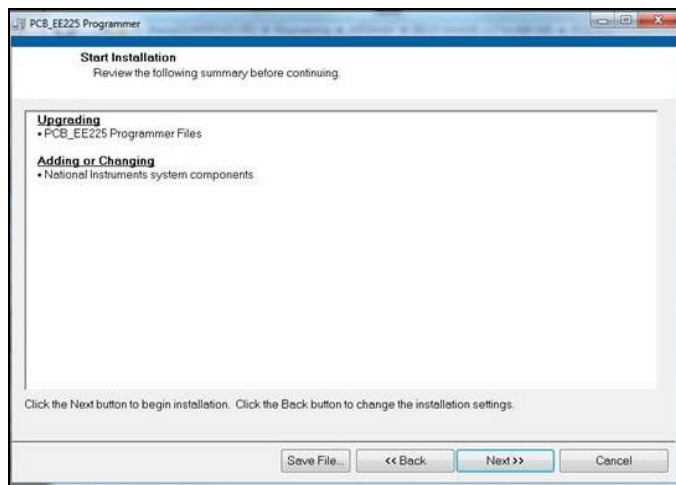 PCB_EE225 Programmer
Start Installation
Review the following summary before continuing.
Upgrading
• PCB_EE225 Programmer Files
Adding or Changing
• National Instruments system components
Click the Next button to begin installation. Click the Back button to change the installation settings.
Save File... << Back Next >> Cancel